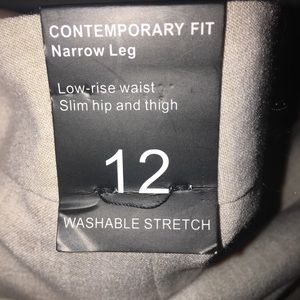 CONTEMPORARY FIT
Narrow Leg
Low-rise waist
Slim hip and thigh
12
WASHABLE STRETCH